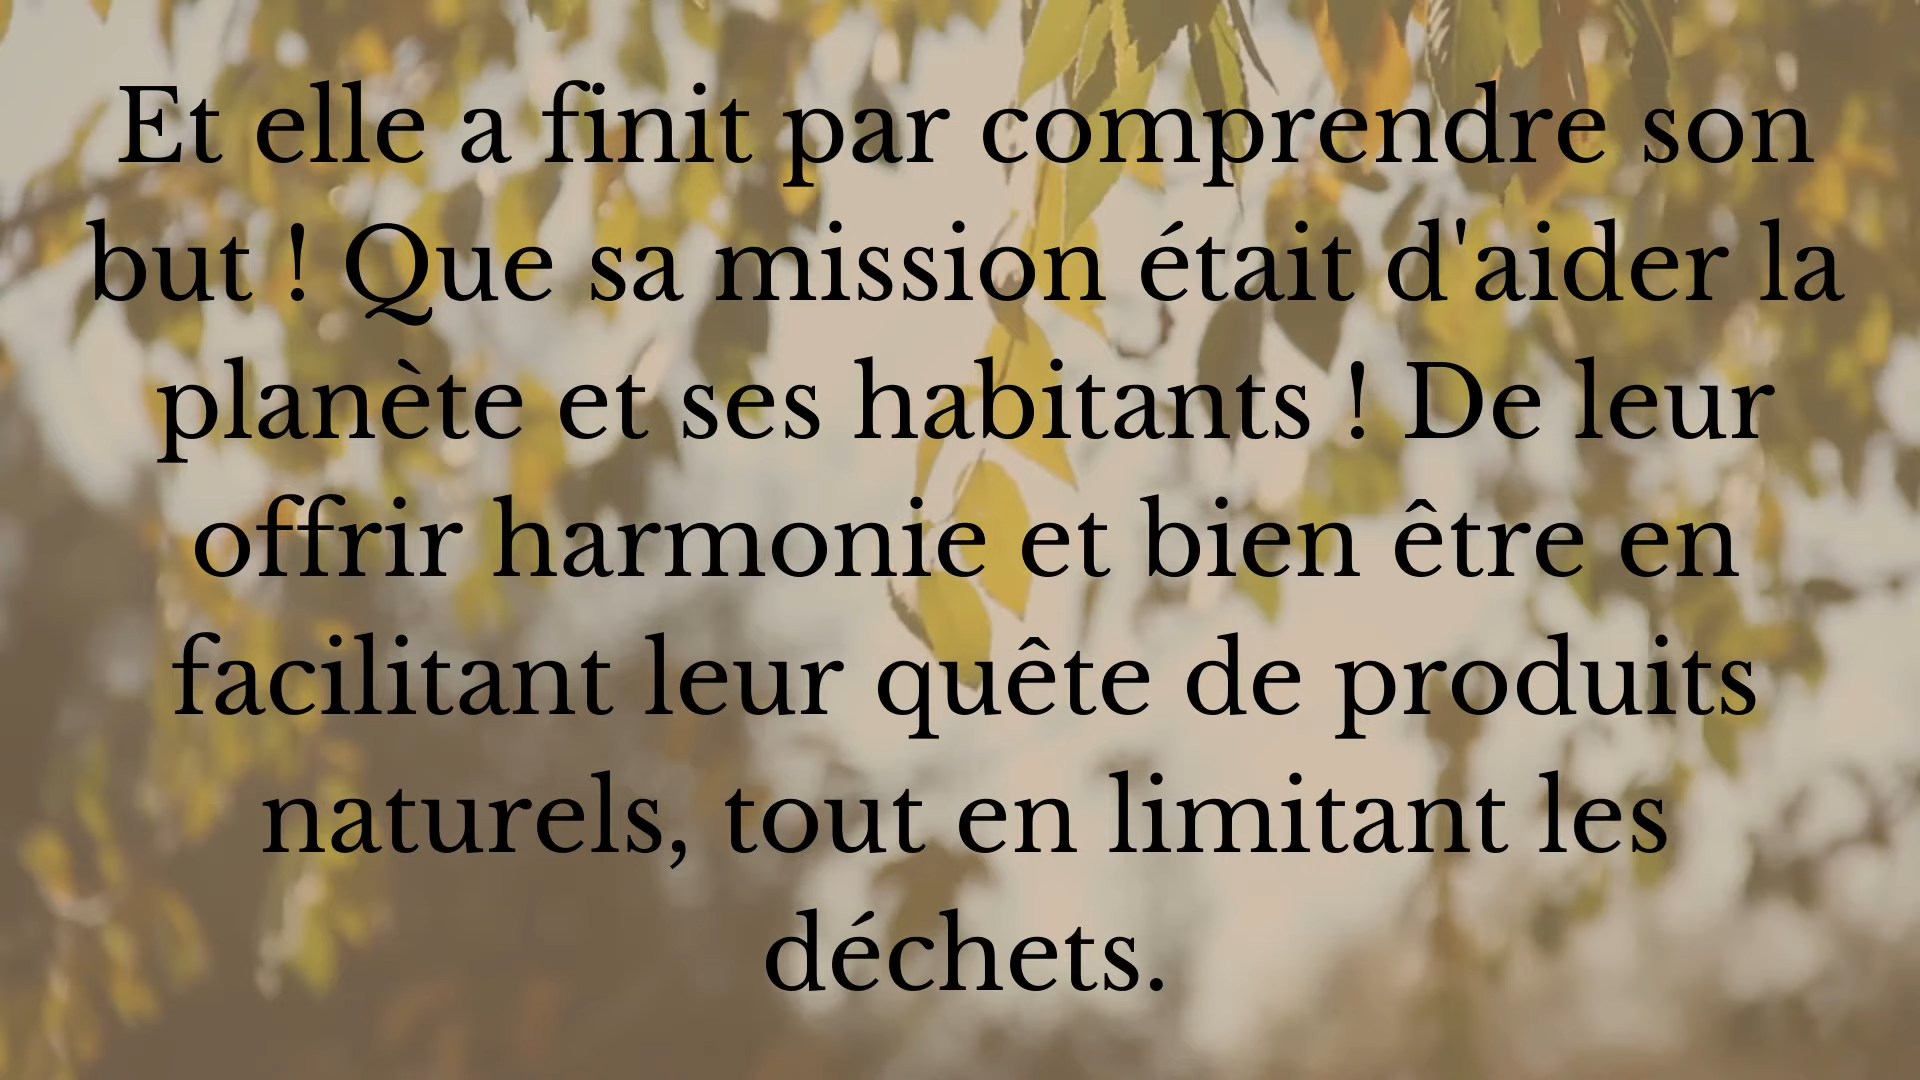 Et elle a finit par comprendre son
but ! Que sa mission était d'aider la
planète et ses habitants ! De leur
offrir harmonie et bien être en
facilitant leur quête de produits
naturels, tout en limitant les
déchets.